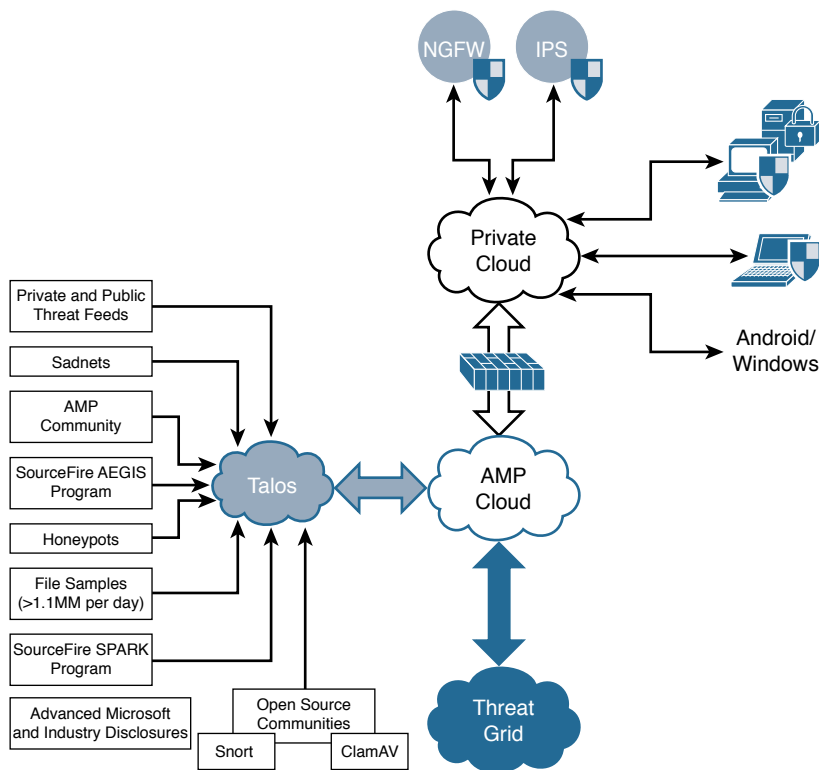 NGFW
IPS
Private
Cloud
Android/
Windows
Private and Public
Threat Feeds
Sadnets
AMP
Community
SourceFire AEGIS
Program
Honeypots
File Samples
(>1.1MM per day)
SourceFire SPARK
Program
Advanced Microsoft
and Industry Disclosures
Open Source
Communities
Snort
ClamAV
Talos
AMP
Cloud
Threat
Grid